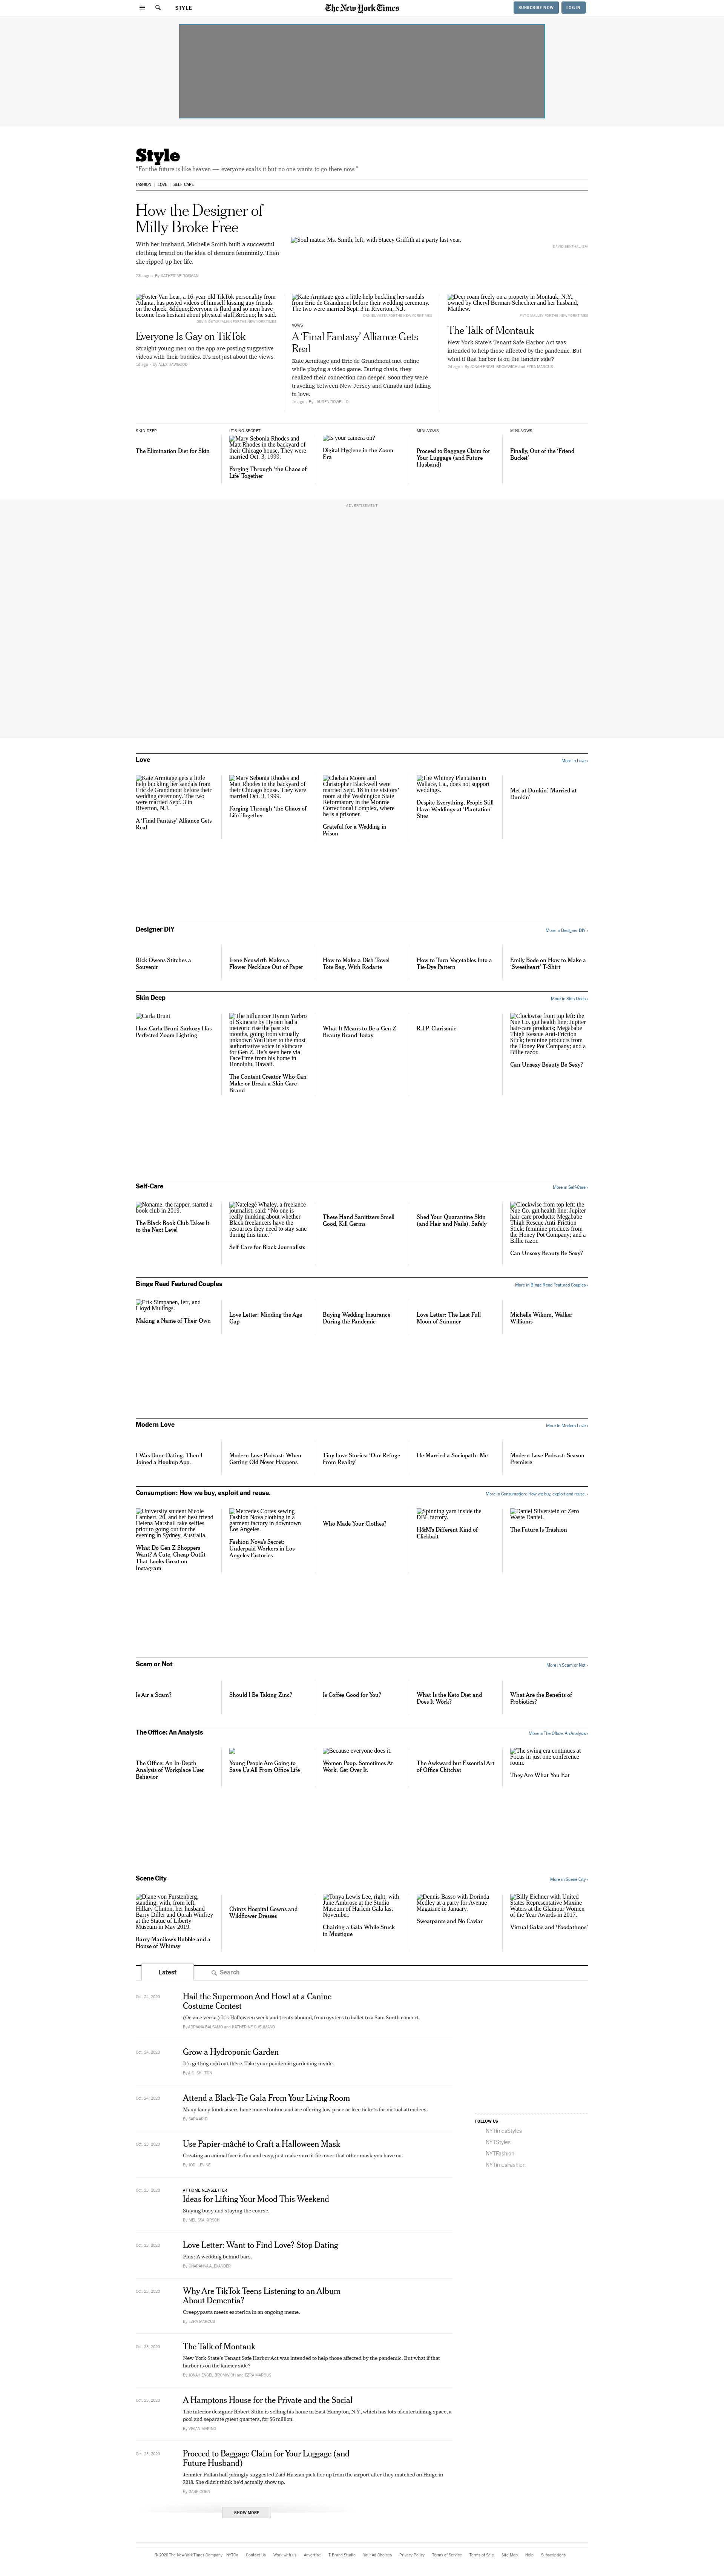 STYLE
The New York Times
SUBSCRIBE NOW
LOG IN
Style
"For the future is like heaven — everyone exalts it but no one wants to go there now."
FASHION
LOVE
SELF-CARE
How the Designer of
Milly Broke Free
With her husband, Michelle Smith built a successful
clothing brand on the idea of demure femininity. Then
she ripped up her life.
By KATHERINE ROSMAN
Soul mates: Ms. Smith, left, with Stacey Griffith at a party last year.
Foster Van Lear, a 16-year-old TikTok personality from
Atlanta, has posted videos of himself kissing guy friends
on the cheek. &ldquo;Everyone is fluid and so men have
become less hesitant about physical stuff,&rdquo; he said.
Everyone Is Gay on TikTok
Straight young men on the app are posting suggestive
videos with their buddies. It's not just about the views.
1d ago
By ALEX HAWGOOD
Kate Armitage gets a little help buckling her sandals
from Eric de Grandmont before their wedding ceremony.
The two were married Sept. 3 in Riverton, N.J.
VOWS
A 'Final Fantasy' Alliance Gets
Real
Kate Armitage and Eric de Grandmont met online
while playing a video game. During chats, they
realized their connection ran deeper. Soon they were
traveling between New Jersey and Canada and falling
in love.
1d ago
By LAUREN ROWELLO
Deer roam freely on a property in Montauk, N.Y.,
owned by Cheryl Berman-Schechter and her husband,
Matthew.
The Talk of Montauk
New York State's Tenant Safe Harbor Act was
intended to help those affected by the pandemic. But
what if that harbor is on the fancier side?
2d ago
By JONAH ENGEL BROMWICH and EZRA MARCUS
SKIN DEEP
The Elimination Diet for Skin
IT'S NO SECRET
Mary Sebonia Rhodes and
Matt Rhodes in the backyard of
their Chicago house. They were
married Oct. 3, 1999.
Forging Through 'the Chaos of
Life' Together
Is your camera on?
Digital Hygiene in the Zoom
Era
MINI-VOWS
Proceed to Baggage Claim for
Your Luggage (and Future
Husband)
MINI-VOWS
Finally, Out of the 'Friend
Bucket'
ADVERTISEMENT
Love
More in Love ›
Kate Armitage gets a little
help buckling her sandals from
Eric de Grandmont before their
wedding ceremony. The two
were married Sept. 3 in
Riverton, N.J.
A 'Final Fantasy' Alliance Gets
Real
Mary Sebonia Rhodes and
Matt Rhodes in the backyard of
their Chicago house. They were
married Oct. 3, 1999.
Forging Through 'the Chaos of
Life' Together
Chelsea Moore and
Christopher Blackwell were
married Sept. 18 in the visitors'
room at the Washington State
Reformatory in the Monroe
Correctional Complex, where
he is a prisoner.
Grateful for a Wedding in
Prison
The Whitney Plantation in
Wallace, La., does not support
weddings.
Despite Everything, People Still
Have Weddings at 'Plantation'
Sites
Met at Dunkin', Married at
Dunkin'
Designer DIY
More in Designer DIY ›
Rick Owens Stitches a
Souvenir
Irene Neuwirth Makes a
Flower Necklace Out of Paper
How to Make a Dish Towel
Tote Bag, With Rodarte
How to Turn Vegetables Into a
Tie-Dye Pattern
Emily Bode on How to Make a
'Sweetheart' T-Shirt
Skin Deep
More in Skin Deep ›
Carla Bruni
How Carla Bruni-Sarkozy Has
Perfected Zoom Lighting
The influencer Hyram Yarbro
of Skincare by Hyram had a
meteoric rise the past six
months, going from virtually
unknown YouTuber to the most
authoritative voice in skincare
for Gen Z. He's seen here via
FaceTime from his home in
Honolulu, Hawaii.
The Content Creator Who Can
Make or Break a Skin Care
Brand
What It Means to Be a Gen Z
Beauty Brand Today
R.I.P. Clarisonic
Clockwise from top left: the
Nue Co. gut health line; Jupiter
hair-care products; Megababe
Thigh Rescue Anti-Friction
Stick; feminine products from
the Honey Pot Company; and a
Billie razor.
Can Unsexy Beauty Be Sexy?
Self-Care
More in Self-Care ›
Noname, the rapper, started a
book club in 2019.
The Black Book Club Takes It
to the Next Level
Natelegé Whaley, a freelance
journalist, said: "No one is
really thinking about whether
Black freelancers have the
resources they need to stay sane
during this time."
Self-Care for Black Journalists
These Hand Sanitizers Smell
Good, Kill Germs
Shed Your Quarantine Skin
(and Hair and Nails), Safely
Clockwise from top left: the
Nue Co. gut health line; Jupiter
hair-care products; Megababe
Thigh Rescue Anti-Friction
Stick; feminine products from
the Honey Pot Company; and a
Billie razor.
Can Unsexy Beauty Be Sexy?
Binge Read Featured Couples
More in Binge Read Featured Couples ›
Erik Simpanen, left, and
Lloyd Mullings.
Making a Name of Their Own
Love Letter: Minding the Age
Gap
Buying Wedding Insurance
During the Pandemic
Love Letter: The Last Full
Moon of Summer
Michelle Wikum, Walker
Williams
Modern Love
More in Modern Love ›
I Was Done Dating. Then I
Joined a Hookup App.
Modern Love Podcast: When
Getting Old Never Happens
Tiny Love Stories: 'Our Refuge
From Reality'
He Married a Sociopath: Me
Modern Love Podcast: Season
Premiere
Consumption: How we buy, exploit and reuse.
More in Consumption: How we buy, exploit and reuse. ›
University student Nicole
Lambert, 20, and her best friend
Helena Marshall take selfies
prior to going out for the
evening in Sydney, Australia.
What Do Gen Z Shoppers
Want? A Cute, Cheap Outfit
That Looks Great on
Instagram
Mercedes Cortes sewing
Fashion Nova clothing in a
garment factory in downtown
Los Angeles.
Fashion Nova's Secret:
Underpaid Workers in Los
Angeles Factories
Who Made Your Clothes?
Spinning yarn inside the
DBL factory.
H&M's Different Kind of
Clickbait
Daniel Silverstein of Zero
Waste Daniel.
The Future Is Trashion
Scam or Not
More in Scam or Not ›
Is Air a Scam?
Should I Be Taking Zinc?
Is Coffee Good for You?
What Is the Keto Diet and
Does It Work?
What Are the Benefits of
Probiotics?
The Office: An Analysis
More in The Office: An Analysis ›
The Office: An In-Depth
Analysis of Workplace User
Behavior
Young People Are Going to
Save Us All From Office Life
Because everyone does it.
Women Poop. Sometimes At
Work. Get Over It.
The Awkward but Essential Art
of Office Chitchat
The swing era continues at
Focus in just one conference
room.
They Are What You Eat
Scene City
More in Scene City ›
Diane von Furstenberg,
standing, with, from left,
Hillary Clinton, her husband
Barry Diller and Oprah Winfrey
at the Statue of Liberty
Museum in May 2019.
Barry Manilow's Bubble and a
House of Whimsy
Chintz Hospital Gowns and
Wildflower Dresses
Tonya Lewis Lee, right, with
June Ambrose at the Studio
Museum of Harlem Gala last
November.
Chairing a Gala While Stuck
in Mustique
Dennis Basso with Dorinda
Medley at a party for Avenue
Magazine in January.
Sweatpants and No Caviar
Billy Eichner with United
States Representative Maxine
Waters at the Glamour Women
of the Year Awards in 2017.
Virtual Galas and 'Foodathons'
Latest
Search
Oct. 24, 2020
Hail the Supermoon And Howl at a Canine
Costume Contest
(Or vice versa.) It's Halloween week and treats abound, from oysters to ballet to a Sam Smith concert.
By ADRIANA BALSAMO and KATHERINE CUSUMANO
Oct. 24, 2020
Grow a Hydroponic Garden
It's getting cold out there. Take your pandemic gardening inside.
By A.C. SHILTON
Oct. 24, 2020
Attend a Black-Tie Gala From Your Living Room
Many fancy fundraisers have moved online and are offering low-price or free tickets for virtual attendees.
By SARA ARIDI
Oct. 23, 2020
Use Papier-mâché to Craft a Halloween Mask
Creating an animal face is fun and easy, just make sure it fits over that other mask you have on.
By JODI LEVINE
Oct. 23, 2020
AT HOME NEWSLETTER
Ideas for Lifting Your Mood This Weekend
Staying busy and staying the course.
By MELISSA KIRSCH
Oct. 23, 2020
Love Letter: Want to Find Love? Stop Dating
Plus: A wedding behind bars.
By CHARANNA ALEXANDER
Oct. 23, 2020
Why Are TikTok Teens Listening to an Album
About Dementia?
Creepypasta meets esoterica in an ongoing meme.
By EZRA MARCUS
Oct. 23, 2020
The Talk of Montauk
New York State's Tenant Safe Harbor Act was intended to help those affected by the pandemic. But what if that
harbor is on the fancier side?
By JONAH ENGEL BROMWICH and EZRA MARCUS
Oct. 23, 2020
A Hamptons House for the Private and the Social
The interior designer Robert Stilin is selling his home in East Hampton, N.Y., which has lots of entertaining space, a
pool and separate guest quarters, for $6 million.
By VIVIAN MARINO
Oct. 23, 2020
Proceed to Baggage Claim for Your Luggage (and
Future Husband)
Jennifer Pollan half-jokingly suggested Zaid Hassan pick her up from the airport after they matched on Hinge in
2018. She didn't think he'd actually show up.
By GABE COHN
SHOW MORE
FOLLOW US
NYTimesStyles
NYTStyles
NYTFashion
NYTimesFashion
© 2020 The New York Times Company
NYTCo
Contact Us
Work with us
Advertise
T Brand Studio
Your Ad Choices
Privacy Policy
Terms of Service
Terms of Sale
Site Map
Help
Subscriptions